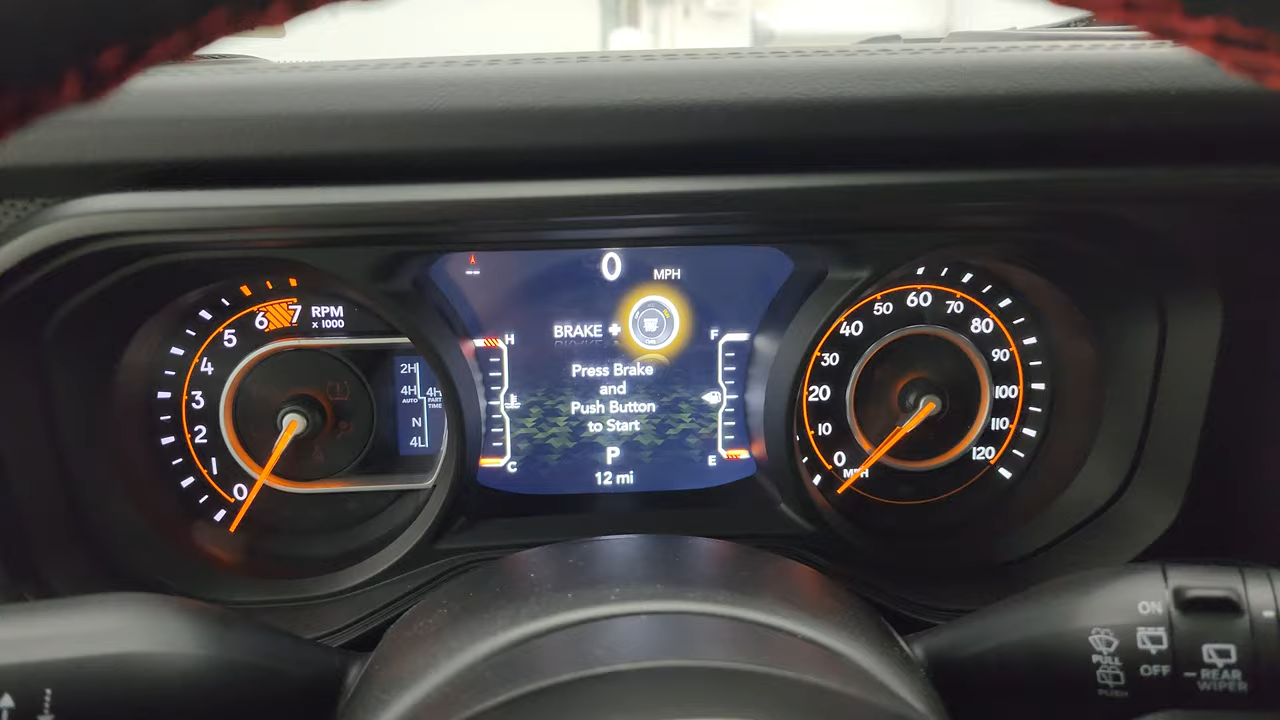 0 MPH
BRAKE +
Press Brake
and
Push Button
to Start
P
12 mi
H
C
F
E
RPM
x 1000
0
1
2
3
4
5
6
7
2H
4H AUTO
4H PART TIME
N
4L
0
10
20
30
40
50
60
70
80
90
100
110
120
MPH
ON
OFF
PULL
PUSH
REAR
WIPER